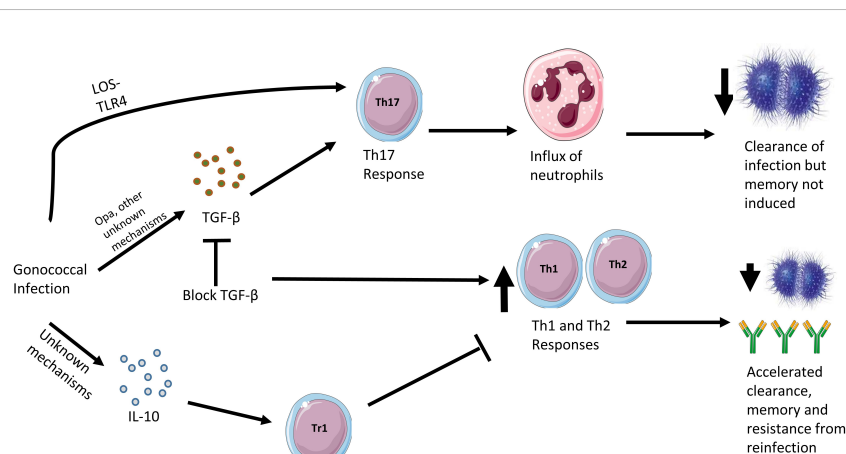 LOS-
TLR4
Th17
Th17
Response
Influx of
neutrophils
Clearance of
infection but
memory not
induced
Opa, other
unknown
mechanisms
TGF-β
Gonococcal
Infection
Block TGF-β
Th1
Th2
Th1 and Th2
Responses
Unknown
mechanisms
IL-10
Tr1
Accelerated
clearance,
memory and
resistance from
reinfection